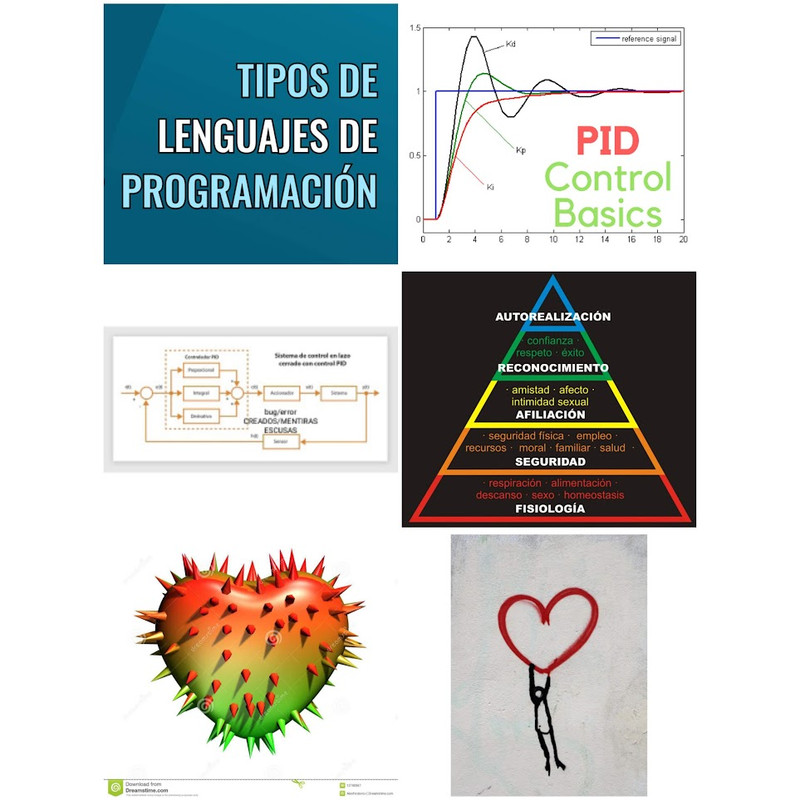 TIPOS DE
LENGUAJES DE
PROGRAMACIÓN
1.5
reference signal
Kd
1
Kp
PID
0.5
Control
Ki
Basics
0
0 2 4 6 8 10 12 14 16 18 20
Controlador PID
Sistema de control en lazo
cerrado con control PID
Proporcional
Integral
Accionador
Sistema
Derivativo
bug/error
CREADOS/MENTIRAS
ESCUSAS
Sensor
AUTOREALIZACIÓN
confianza ·
respeto · éxito
RECONOCIMIENTO
· amistad · afecto ·
intimidad sexual
AFILIACIÓN
· seguridad física · empleo ·
recursos · moral · familiar · salud ·
SEGURIDAD
· respiración · alimentación ·
descanso · sexo · homeostasis
FISIOLOGÍA
Download from
Dreamstime.com